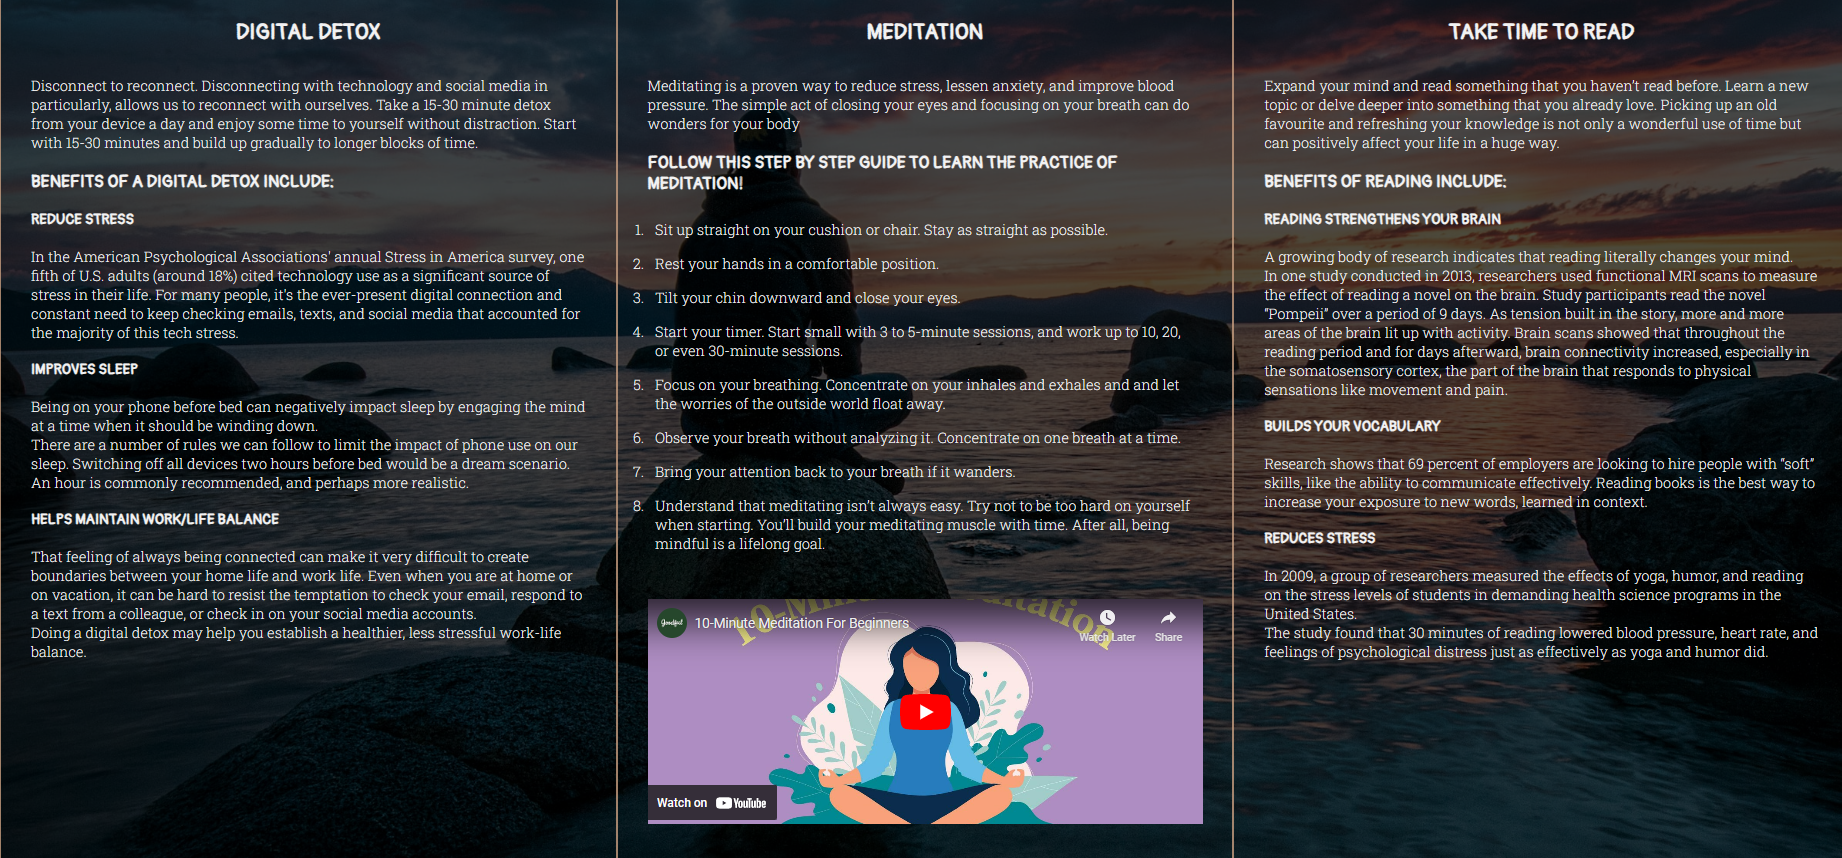 DIGITAL DETOX
Disconnect to reconnect. Disconnecting with technology and social media in
particularly, allows us to reconnect with ourselves. Take a 15-30 minute detox
from your device a day and enjoy some time to yourself without distraction. Start
with 15-30 minutes and build up gradually to longer blocks of time.
BENEFITS OF A DIGITAL DETOX INCLUDE:
REDUCE STRESS
In the American Psychological Associations' annual Stress in America survey, one
fifth of U.S. adults (around 18%) cited technology use as a significant source of
stress in their life. For many people, it's the ever-present digital connection and
constant need to keep checking emails, texts, and social media that accounted for
the majority of this tech stress.
IMPROVES SLEEP
Being on your phone before bed can negatively impact sleep by engaging the mind
at a time when it should be winding down.
There are a number of rules we can follow to limit the impact of phone use on our
sleep. Switching off all devices two hours before bed would be a dream scenario.
An hour is commonly recommended, and perhaps more realistic.
HELPS MAINTAIN WORK/LIFE BALANCE
That feeling of always being connected can make it very difficult to create
boundaries between your home life and work life. Even when you are at home or
on vacation, it can be hard to resist the temptation to check your email, respond to
a text from a colleague, or check in on your social media accounts.
Doing a digital detox may help you establish a healthier, less stressful work-life
balance.
MEDITATION
Meditating is a proven way to reduce stress, lessen anxiety, and improve blood
pressure. The simple act of closing your eyes and focusing on your breath can do
wonders for your body
FOLLOW THIS STEP BY STEP GUIDE TO LEARN THE PRACTICE OF
MEDITATION!
1. Sit up straight on your cushion or chair. Stay as straight as possible.
2. Rest your hands in a comfortable position.
3. Tilt your chin downward and close your eyes.
4. Start your timer. Start small with 3 to 5-minute sessions, and work up to 10, 20,
or even 30-minute sessions.
5. Focus on your breathing. Concentrate on your inhales and exhales and and let
the worries of the outside world float away.
6. Observe your breath without analyzing it. Concentrate on one breath at a time.
7. Bring your attention back to your breath if it wanders.
8. Understand that meditating isn't always easy. Try not to be too hard on yourself
when starting. You'll build your meditating muscle with time. After all, being
mindful is a lifelong goal.
10-Minute Meditation For Beginners
Watch Later
Share
Watch on YouTube
TAKE TIME TO READ
Expand your mind and read something that you haven't read before. Learn a new
topic or delve deeper into something that you already love. Picking up an old
favourite and refreshing your knowledge is not only a wonderful use of time but
can positively affect your life in a huge way.
BENEFITS OF READING INCLUDE:
READING STRENGTHENS YOUR BRAIN
A growing body of research indicates that reading literally changes your mind.
In one study conducted in 2013, researchers used functional MRI scans to measure
the effect of reading a novel on the brain. Study participants read the novel
“Pompeii” over a period of 9 days. As tension built in the story, more and more
areas of the brain lit up with activity. Brain scans showed that throughout the
reading period and for days afterward, brain connectivity increased, especially in
the somatosensory cortex, the part of the brain that responds to physical
sensations like movement and pain.
BUILDS YOUR VOCABULARY
Research shows that 69 percent of employers are looking to hire people with “soft”
skills, like the ability to communicate effectively. Reading books is the best way to
increase your exposure to new words, learned in context.
REDUCES STRESS
In 2009, a group of researchers measured the effects of yoga, humor, and reading
on the stress levels of students in demanding health science programs in the
United States.
The study found that 30 minutes of reading lowered blood pressure, heart rate, and
feelings of psychological distress just as effectively as yoga and humor did.